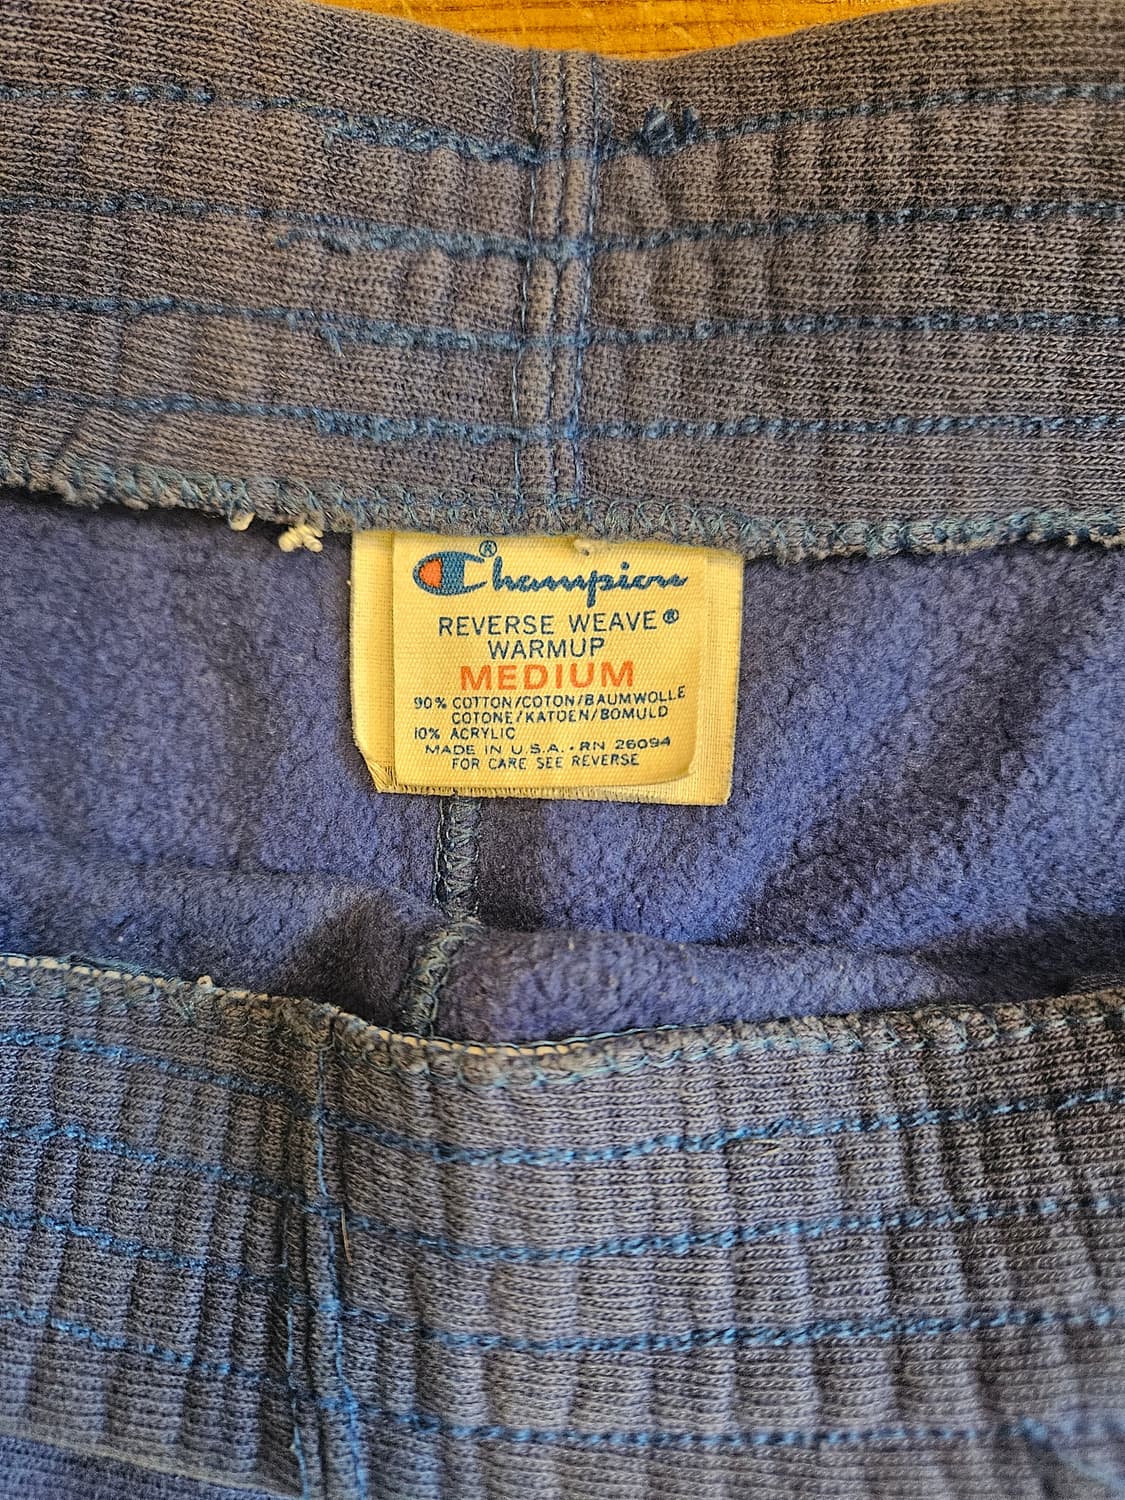 Champion®
REVERSE WEAVE®
WARMUP
MEDIUM
90% COTTON/COTON/BAUMWOLLE
COTONE/KATOEN/BOMULD
10% ACRYLIC
MADE IN U.S.A. • RN 26094
FOR CARE SEE REVERSE